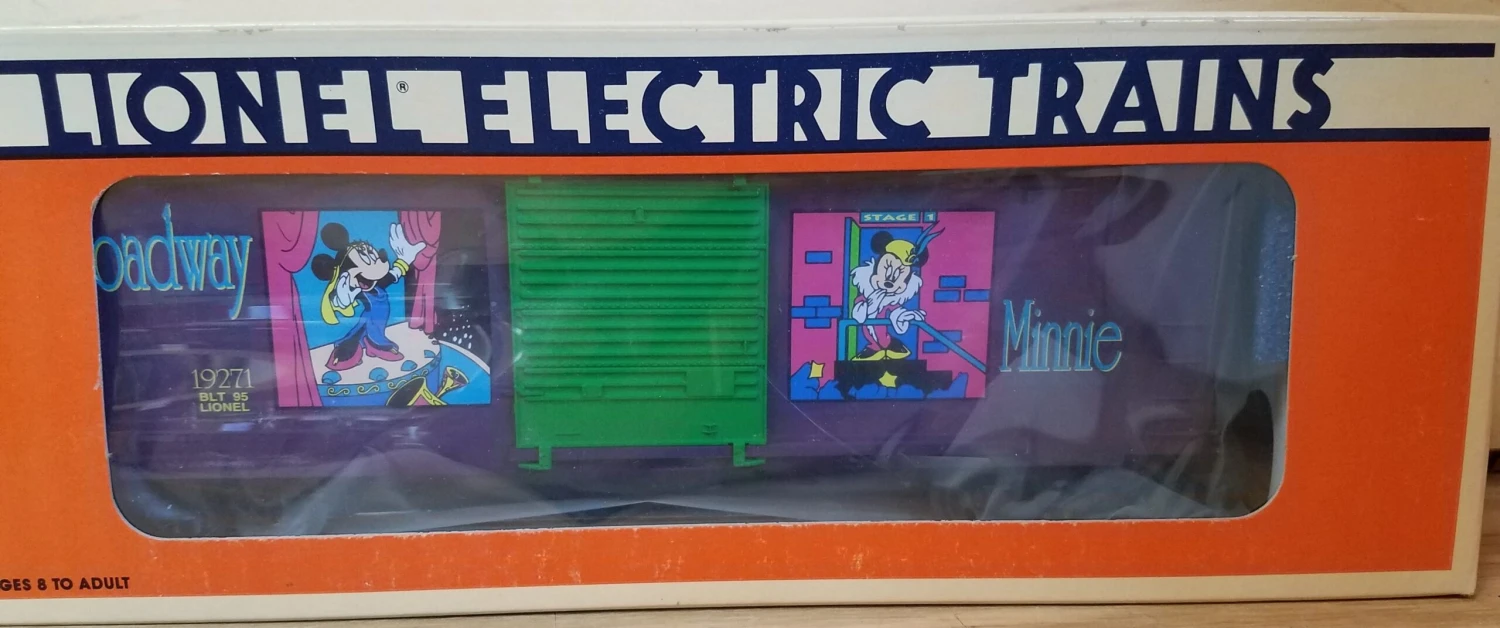 LIONEL® ELECTRIC TRAINS
oadway
19271
BLT 95
LIONEL
STAGE 1
Minnie
GES 8 TO ADULT